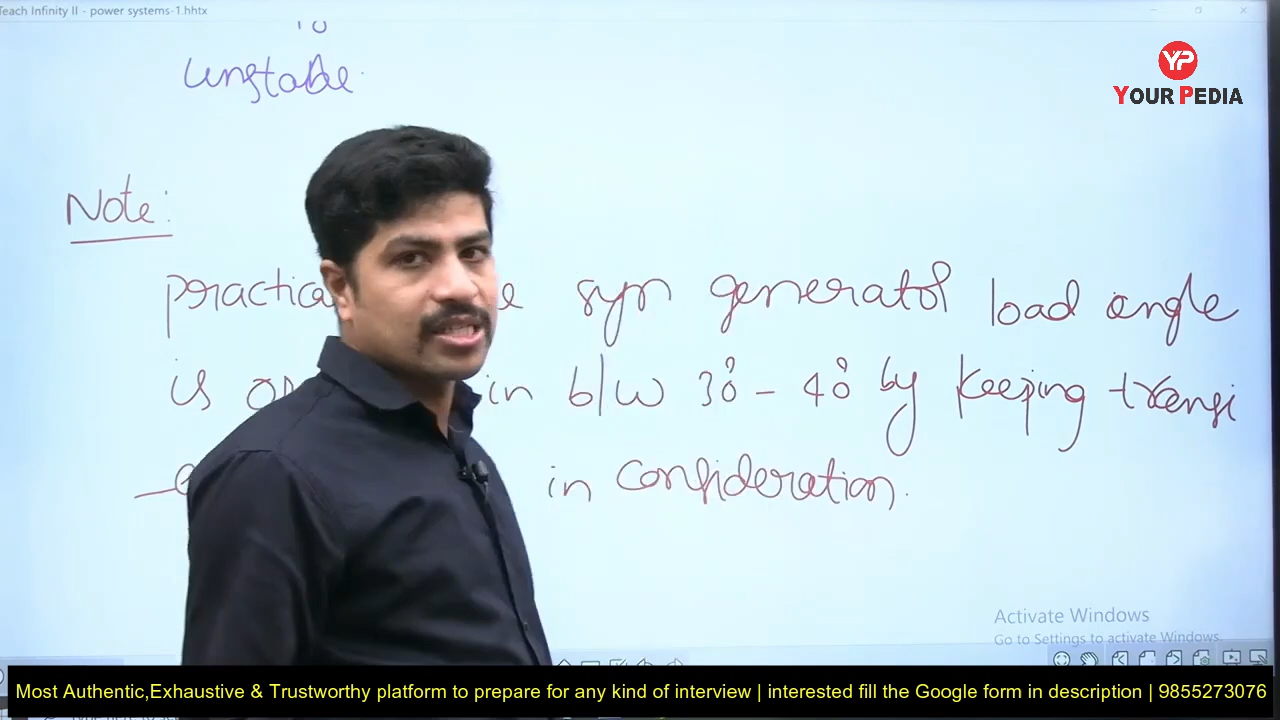 Teach Infinity II - power systems-1.hhtx
unstable.
YP
YOUR PEDIA
Note:
syn generator load angle
is in b/w 30° - 40° by keeping transi
in consideration.
Activate Windows
Go to Settings to activate Windows.
Most Authentic,Exhaustive & Trustworthy platform to prepare for any kind of interview | interested fill the Google form in description | 9855273076